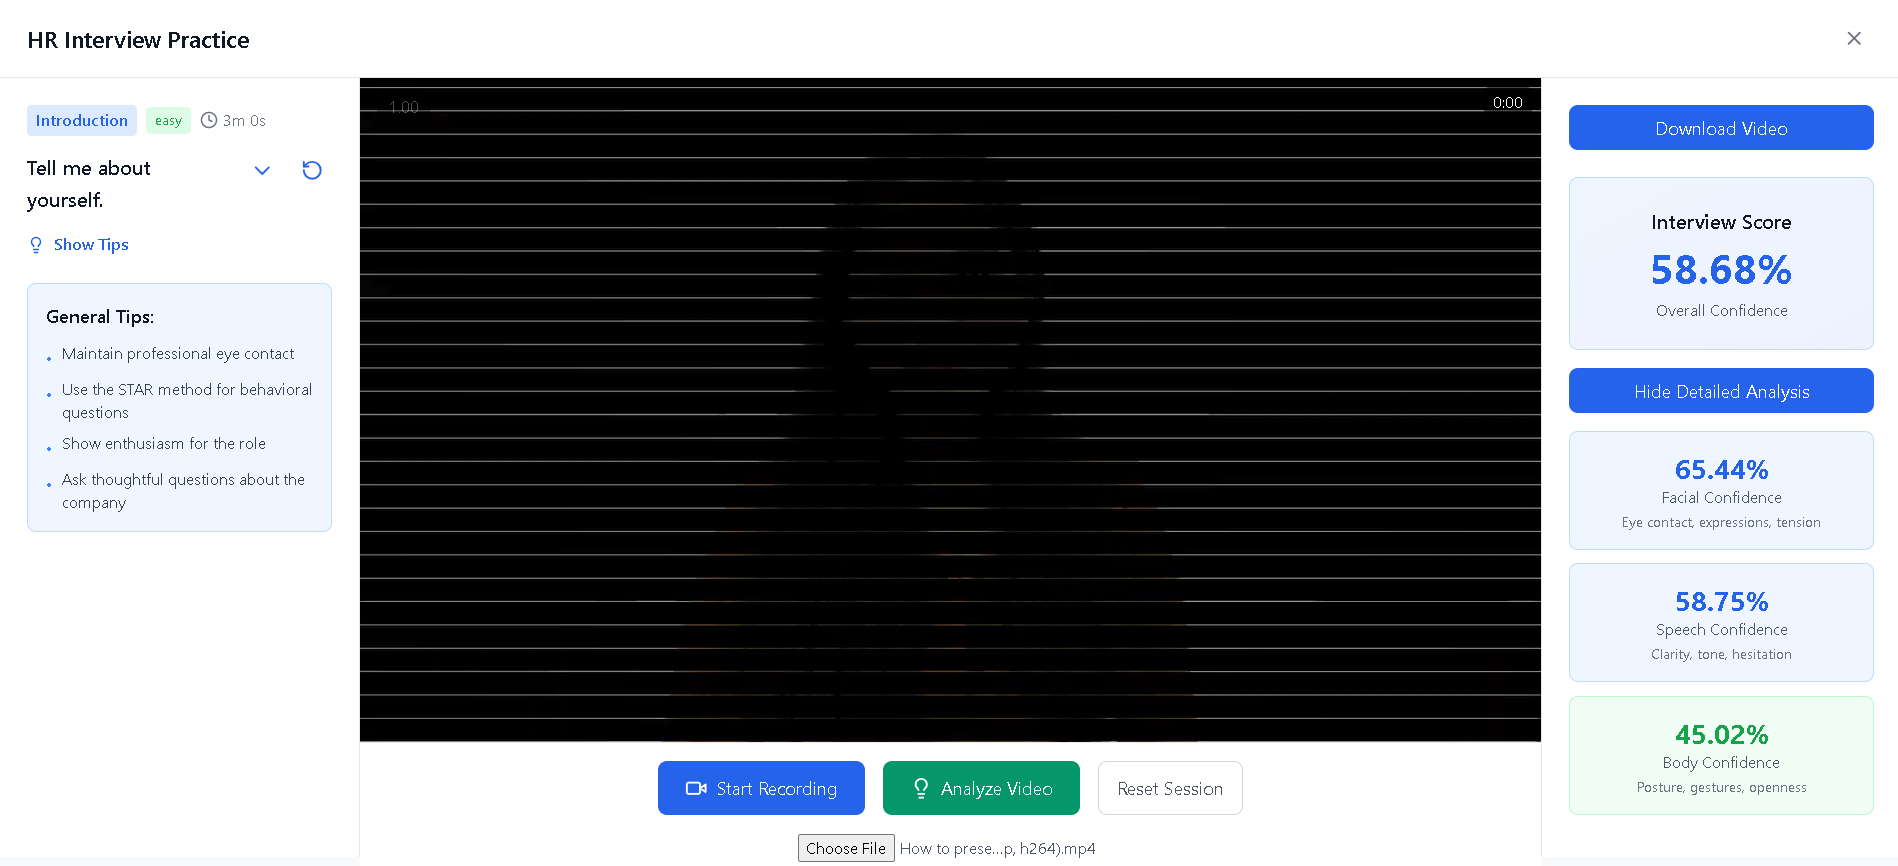 HR Interview Practice
Introduction
easy
3m 0s
Tell me about
yourself.
Show Tips
General Tips:
• Maintain professional eye contact
• Use the STAR method for behavioral
questions
• Show enthusiasm for the role
• Ask thoughtful questions about the
company
1.00
0:00
Start Recording
Analyze Video
Reset Session
Choose File How to prese...p, h264).mp4
Download Video
Interview Score
58.68%
Overall Confidence
Hide Detailed Analysis
65.44%
Facial Confidence
Eye contact, expressions, tension
58.75%
Speech Confidence
Clarity, tone, hesitation
45.02%
Body Confidence
Posture, gestures, openness